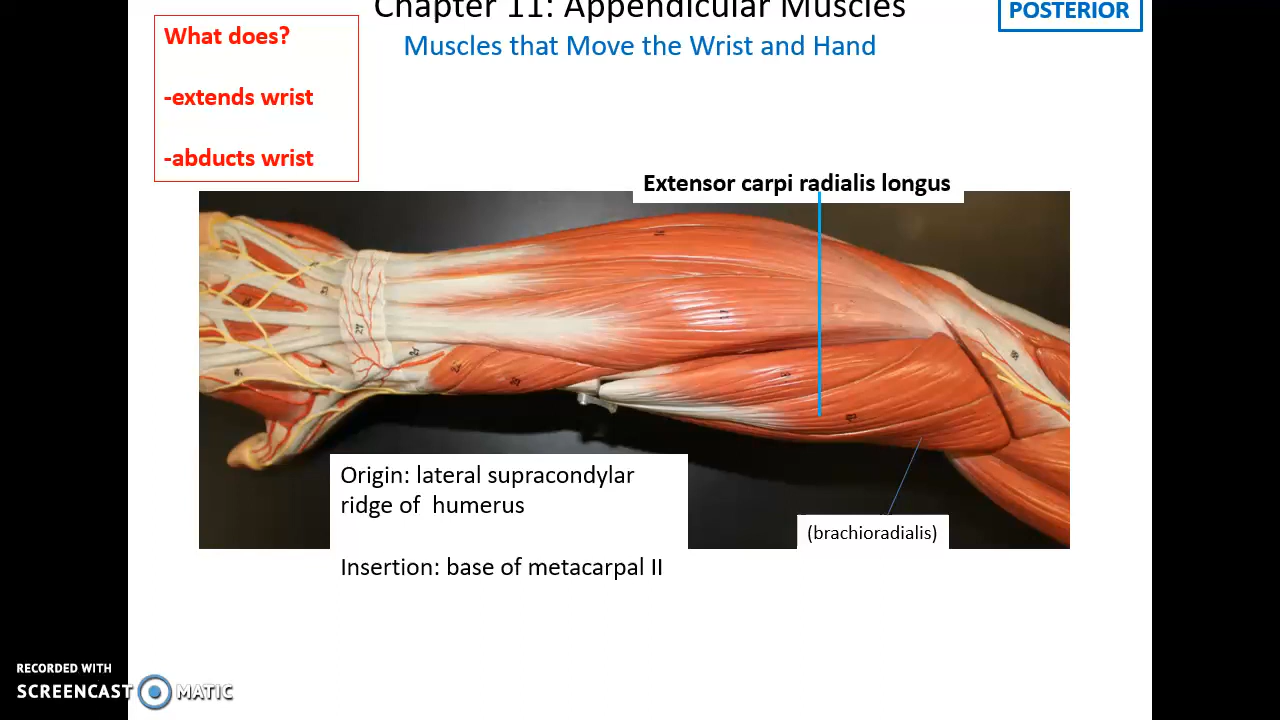 Chapter 11: Appendicular Muscles
POSTERIOR
What does?
Muscles that Move the Wrist and Hand
-extends wrist
-abducts wrist
Extensor carpi radialis longus
27
Origin: lateral supracondylar
ridge of humerus
(brachioradialis)
Insertion: base of metacarpal II
RECORDED WITH
SCREENCAST MATIC